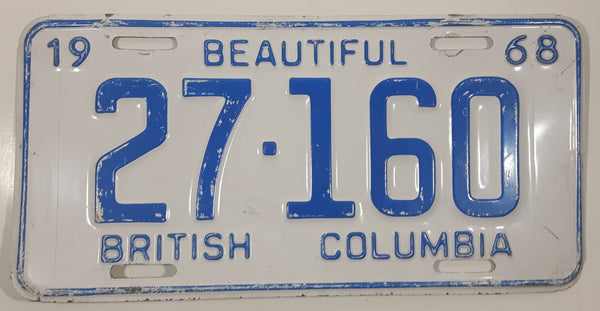 19 BEAUTIFUL 68
27·160
BRITISH COLUMBIA